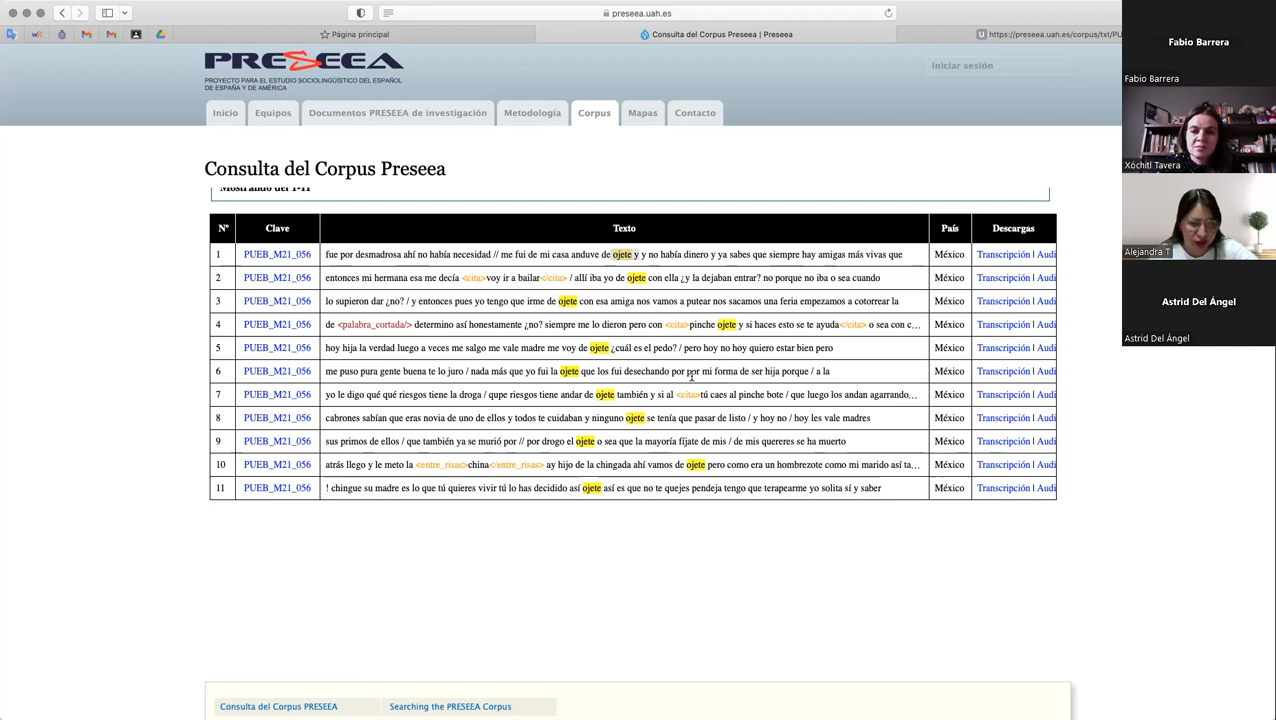 preseea.uah.es
Página principal
Consulta del Corpus Preseea | Preseea
https://preseea.uah.es/corpus/txt/PU
PRESEEA
PROYECTO PARA EL ESTUDIO SOCIOLINGÜÍSTICO DEL ESPAÑOL
DE ESPAÑA Y DE AMÉRICA
Iniciar sesión
Inicio Equipos Documentos PRESEEA de investigación Metodología Corpus Mapas Contacto
Consulta del Corpus Preseea
Mostrando del 1-11
Nº Clave Texto País Descargas
1 PUEB_M21_056 fue por desmadrosa ahí no había necesidad // me fui de mi casa anduve de ojete y y no había dinero y ya sabes que siempre hay amigas más vivas que México Transcripción | Audi
2 PUEB_M21_056 entonces mi hermana esa me decía <cita>voy ir a bailar</cita> / allí iba yo de ojete con ella ¿y la dejaban entrar? no porque no iba o sea cuando México Transcripción | Audi
3 PUEB_M21_056 lo supieron dar ¿no? / y entonces pues yo tengo que irme de ojete con esa amiga nos vamos a putear nos sacamos una feria empezamos a cotorrear la México Transcripción | Audi
4 PUEB_M21_056 de <palabra_cortada/> determino así honestamente ¿no? siempre me lo dieron pero con <cita>pinche ojete y si haces esto se te ayuda</cita> o sea con c… México Transcripción | Audi
5 PUEB_M21_056 hoy hija la verdad luego a veces me salgo me vale madre me voy de ojete ¿cuál es el pedo? / pero hoy no hoy quiero estar bien pero México Transcripción | Audi
6 PUEB_M21_056 me puso pura gente buena te lo juro / nada más que yo fui la ojete que los fui desechando por por mi forma de ser hija porque / a la México Transcripción | Audi
7 PUEB_M21_056 yo le digo qué qué riesgos tiene la droga / qupe riesgos tiene andar de ojete también y si al <cita>tú caes al pinche bote / que luego los andan agarrando,… México Transcripción | Audi
8 PUEB_M21_056 cabrones sabían que eras novia de uno de ellos y todos te cuidaban y ninguno ojete se tenía que pasar de listo / y hoy no / hoy les vale madres México Transcripción | Audi
9 PUEB_M21_056 sus primos de ellos / que también ya se murió por // por drogo el ojete o sea que la mayoría fíjate de mis / de mis quereres se ha muerto México Transcripción | Audi
10 PUEB_M21_056 atrás llego y le meto la <entre_risas>china</entre_risas> ay hijo de la chingada ahí vamos de ojete pero como era un hombrezote como mi marido así ta… México Transcripción | Audi
11 PUEB_M21_056 ! chingue su madre es lo que tú quieres vivir tú lo has decidido así ojete así es que no te quejes pendeja tengo que terapearme yo solita sí y saber México Transcripción | Audi
Consulta del Corpus PRESEEA Searching the PRESEEA Corpus
Fabio Barrera
Fabio Barrera
Xóchitl Tavera
Alejandra T
Astrid Del Ángel
Astrid Del Ángel